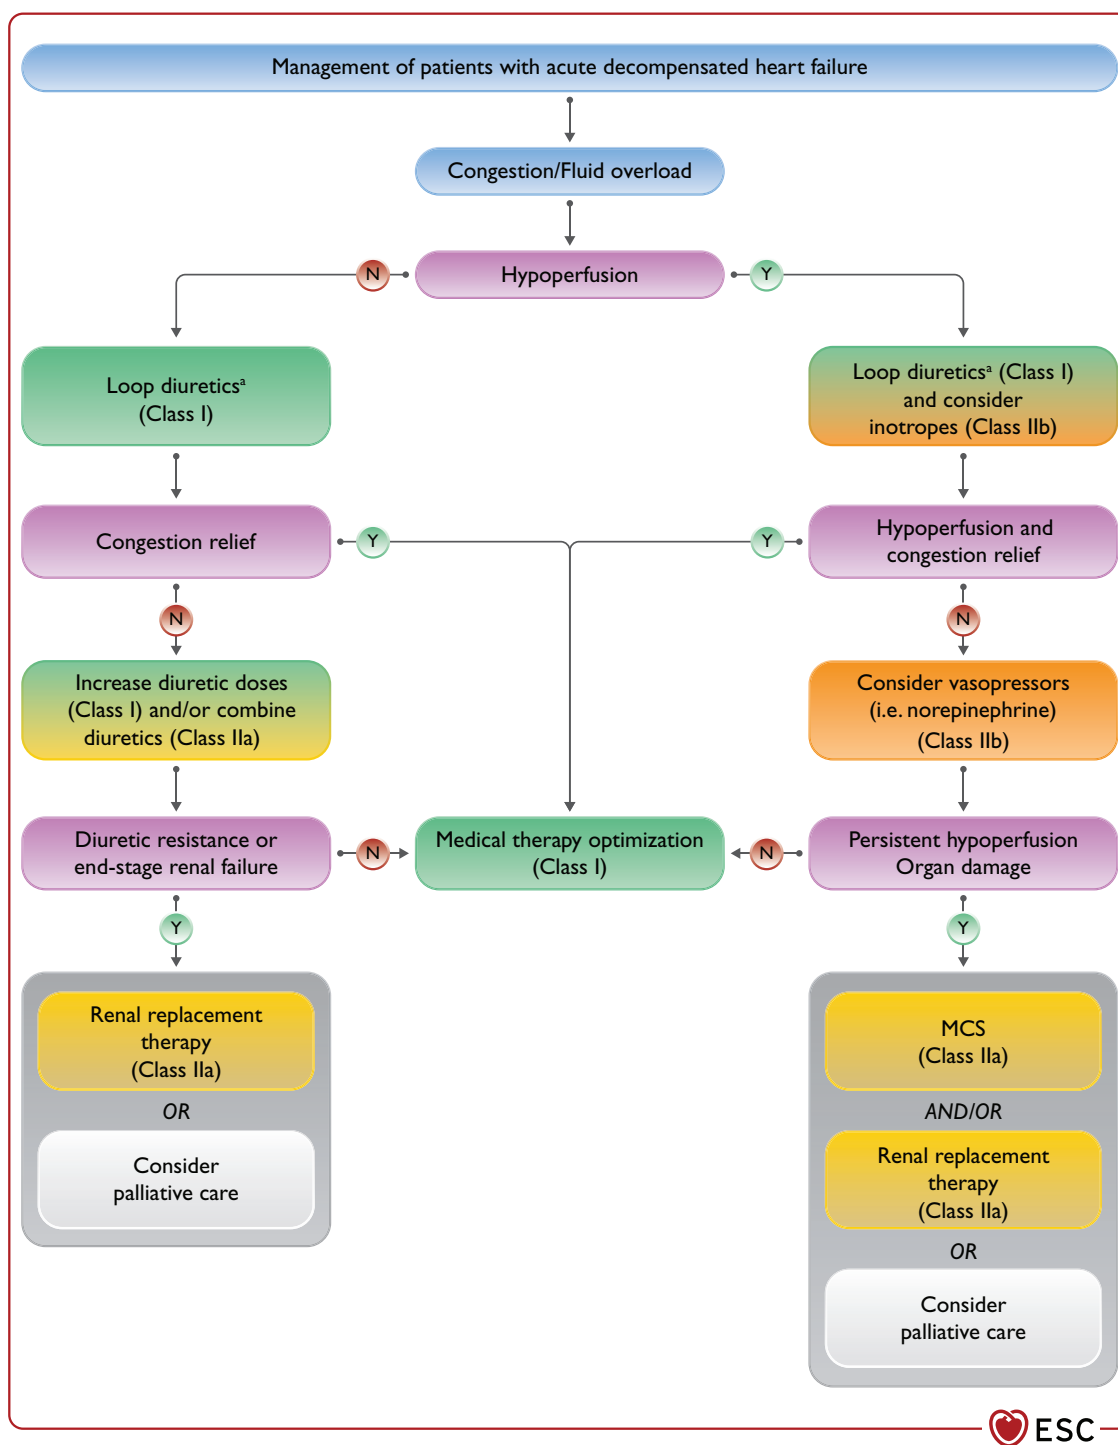 Management of patients with acute decompensated heart failure
Congestion/Fluid overload
Hypoperfusion
N
Y
Loop diureticsᵃ
(Class I)
Loop diureticsᵃ (Class I)
and consider
inotropes (Class IIb)
Congestion relief
Y
Y
Hypoperfusion and
congestion relief
N
N
Increase diuretic doses
(Class I) and/or combine
diuretics (Class IIa)
Consider vasopressors
(i.e. norepinephrine)
(Class IIb)
Diuretic resistance or
end-stage renal failure
N
Medical therapy optimization
(Class I)
N
Persistent hypoperfusion
Organ damage
Y
Y
Renal replacement
therapy
(Class IIa)
OR
Consider
palliative care
MCS
(Class IIa)
AND/OR
Renal replacement
therapy
(Class IIa)
OR
Consider
palliative care
ESC